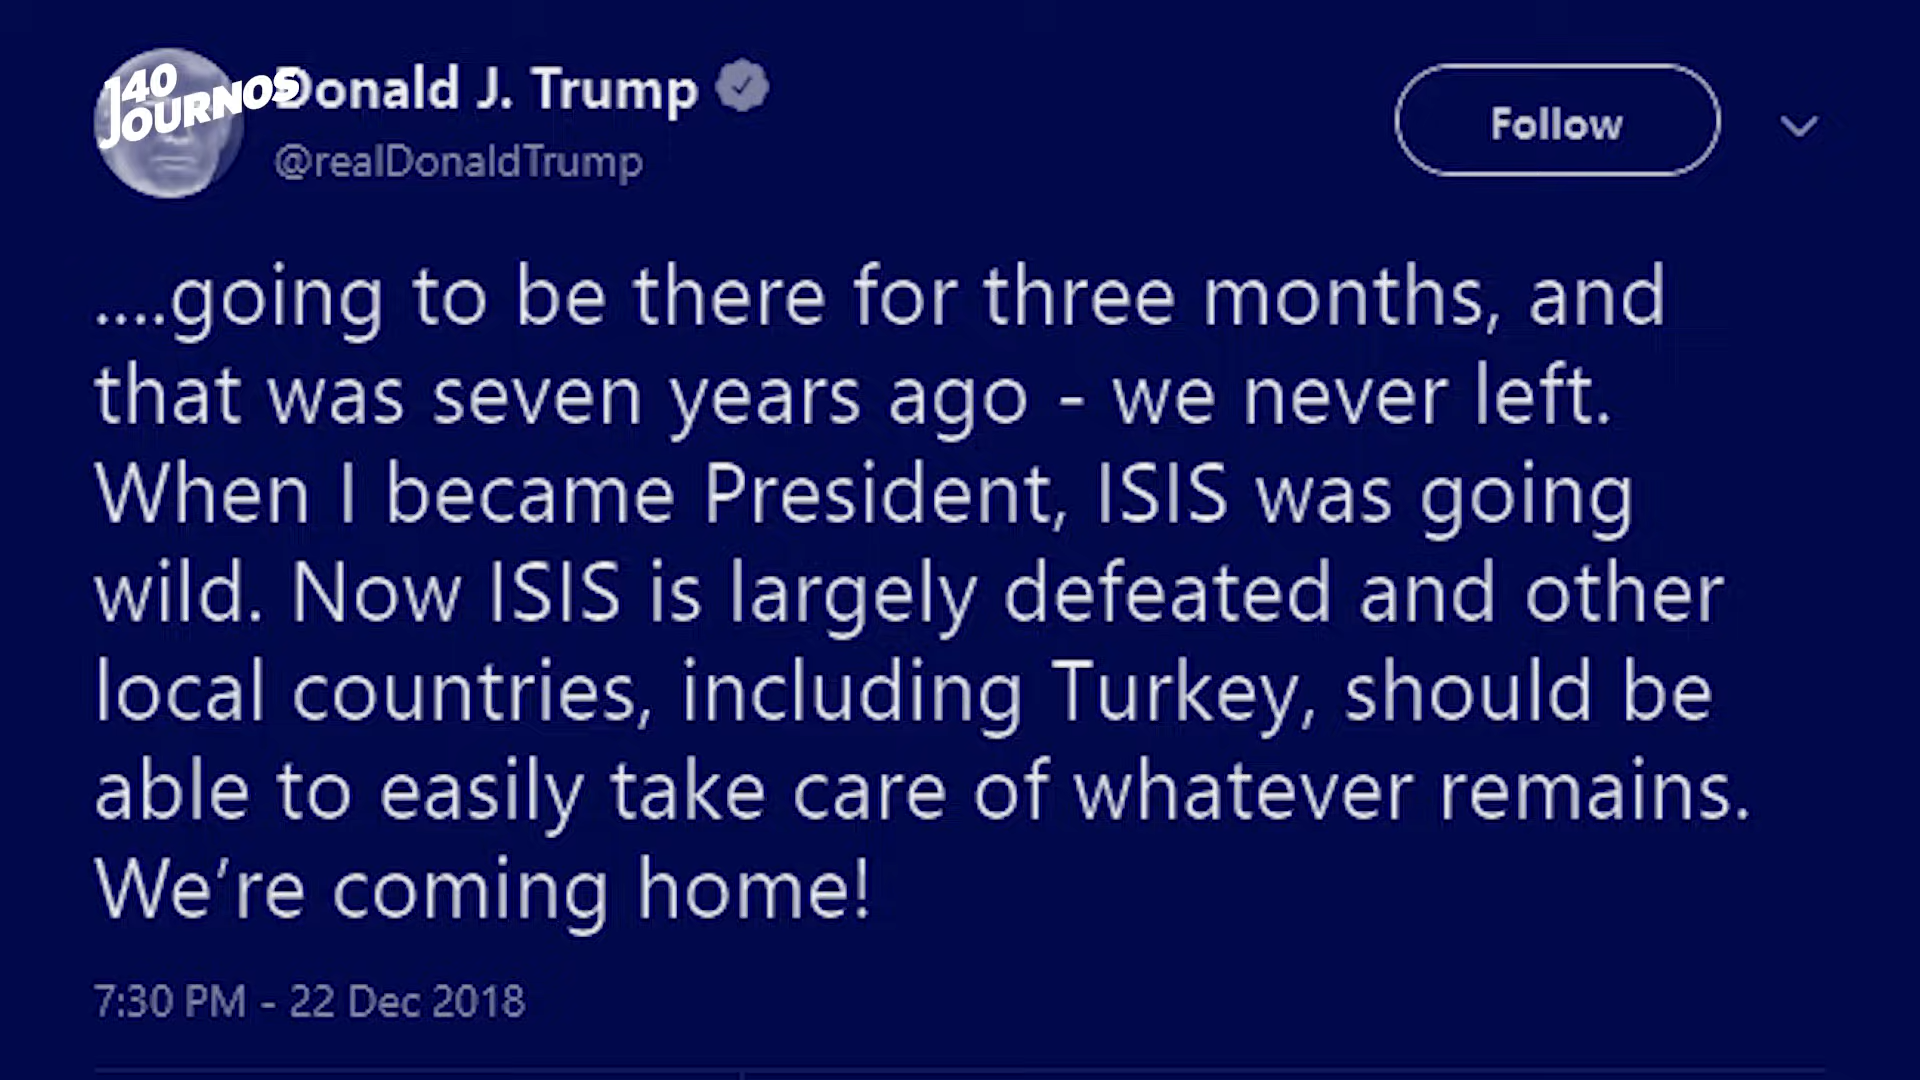 140
JOURNOS
Donald J. Trump
Follow
@realDonaldTrump
....going to be there for three months, and
that was seven years ago - we never left.
When I became President, ISIS was going
wild. Now ISIS is largely defeated and other
local countries, including Turkey, should be
able to easily take care of whatever remains.
We’re coming home!
7:30 PM - 22 Dec 2018